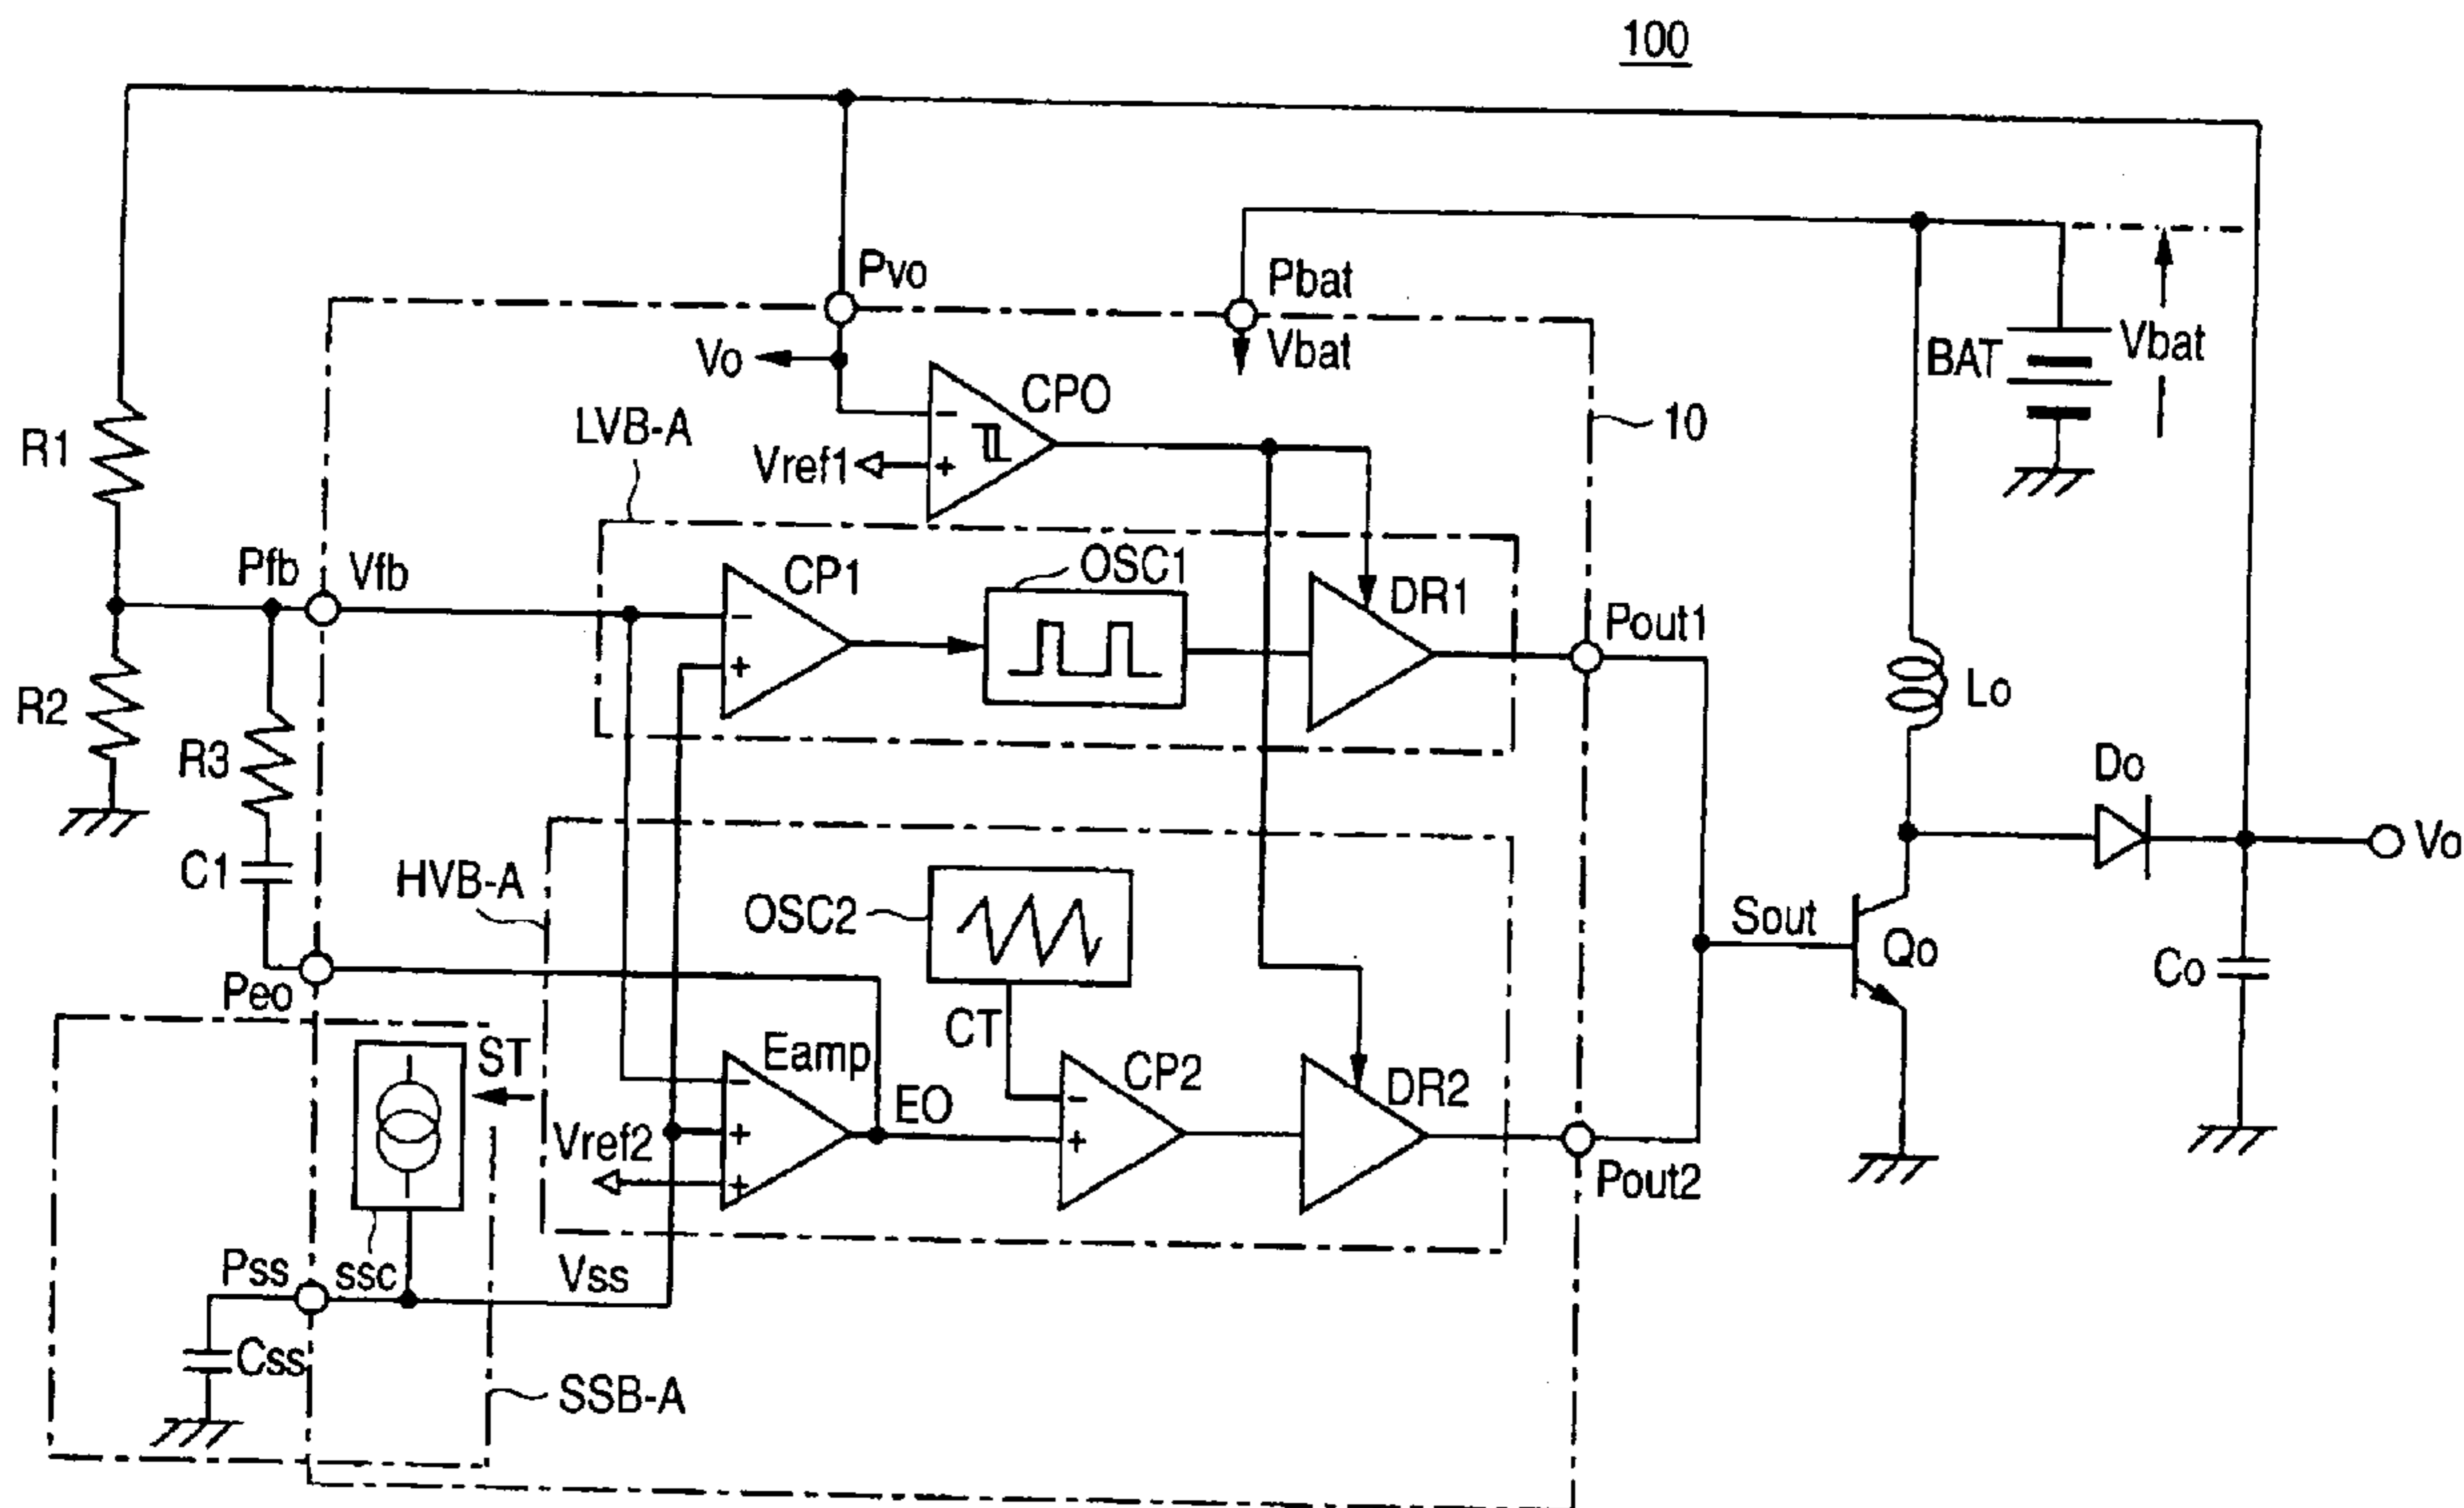 100
Pvo
Pbat
Vo
Vbat
BAT
Vbat
CPO
LVB-A
Vref1
10
R1
Pfb
Vfb
CP1
OSC1
DR1
Pout1
Lo
R2
R3
Do
C1
HVB-A
OSC2
Sout
Qo
Vo
Co
Peo
CT
ST
Eamp
EO
CP2
DR2
Vref2
Pout2
Pss
ssc
Vss
Css
SSB-A